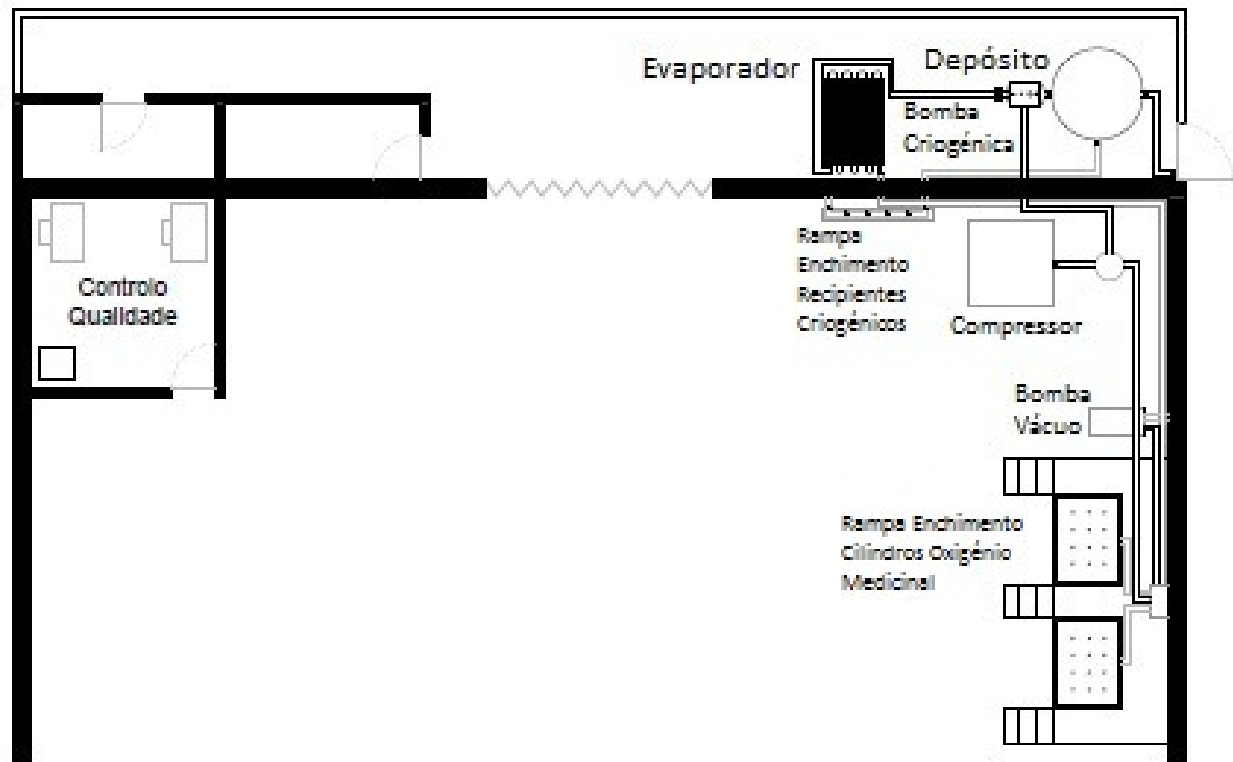 Evaporador
Depósito
Bomba
Criogénica
Rampa
Enchimento
Recipientes
Criogénicos
Compressor
Controlo
Qualidade
Bomba
Vácuo
Rampa Enchimento
Cilindros Oxigénio
Medicinal